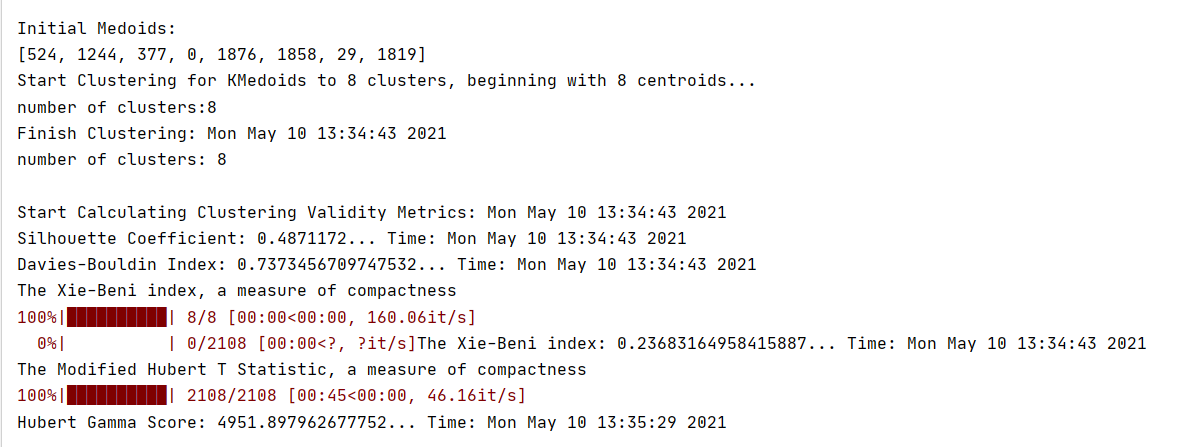 Initial Medoids:
[524, 1244, 377, 0, 1876, 1858, 29, 1819]
Start Clustering for KMedoids to 8 clusters, beginning with 8 centroids...
number of clusters:8
Finish Clustering: Mon May 10 13:34:43 2021
number of clusters: 8
Start Calculating Clustering Validity Metrics: Mon May 10 13:34:43 2021
Silhouette Coefficient: 0.4871172... Time: Mon May 10 13:34:43 2021
Davies-Bouldin Index: 0.7373456709747532... Time: Mon May 10 13:34:43 2021
The Xie-Beni index, a measure of compactness
100%|██████████| 8/8 [00:00<00:00, 160.06it/s]
  0%|          | 0/2108 [00:00<?, ?it/s]The Xie-Beni index: 0.23683164958415887... Time: Mon May 10 13:34:43 2021
The Modified Hubert T Statistic, a measure of compactness
100%|██████████| 2108/2108 [00:45<00:00, 46.16it/s]
Hubert Gamma Score: 4951.897962677752... Time: Mon May 10 13:35:29 2021